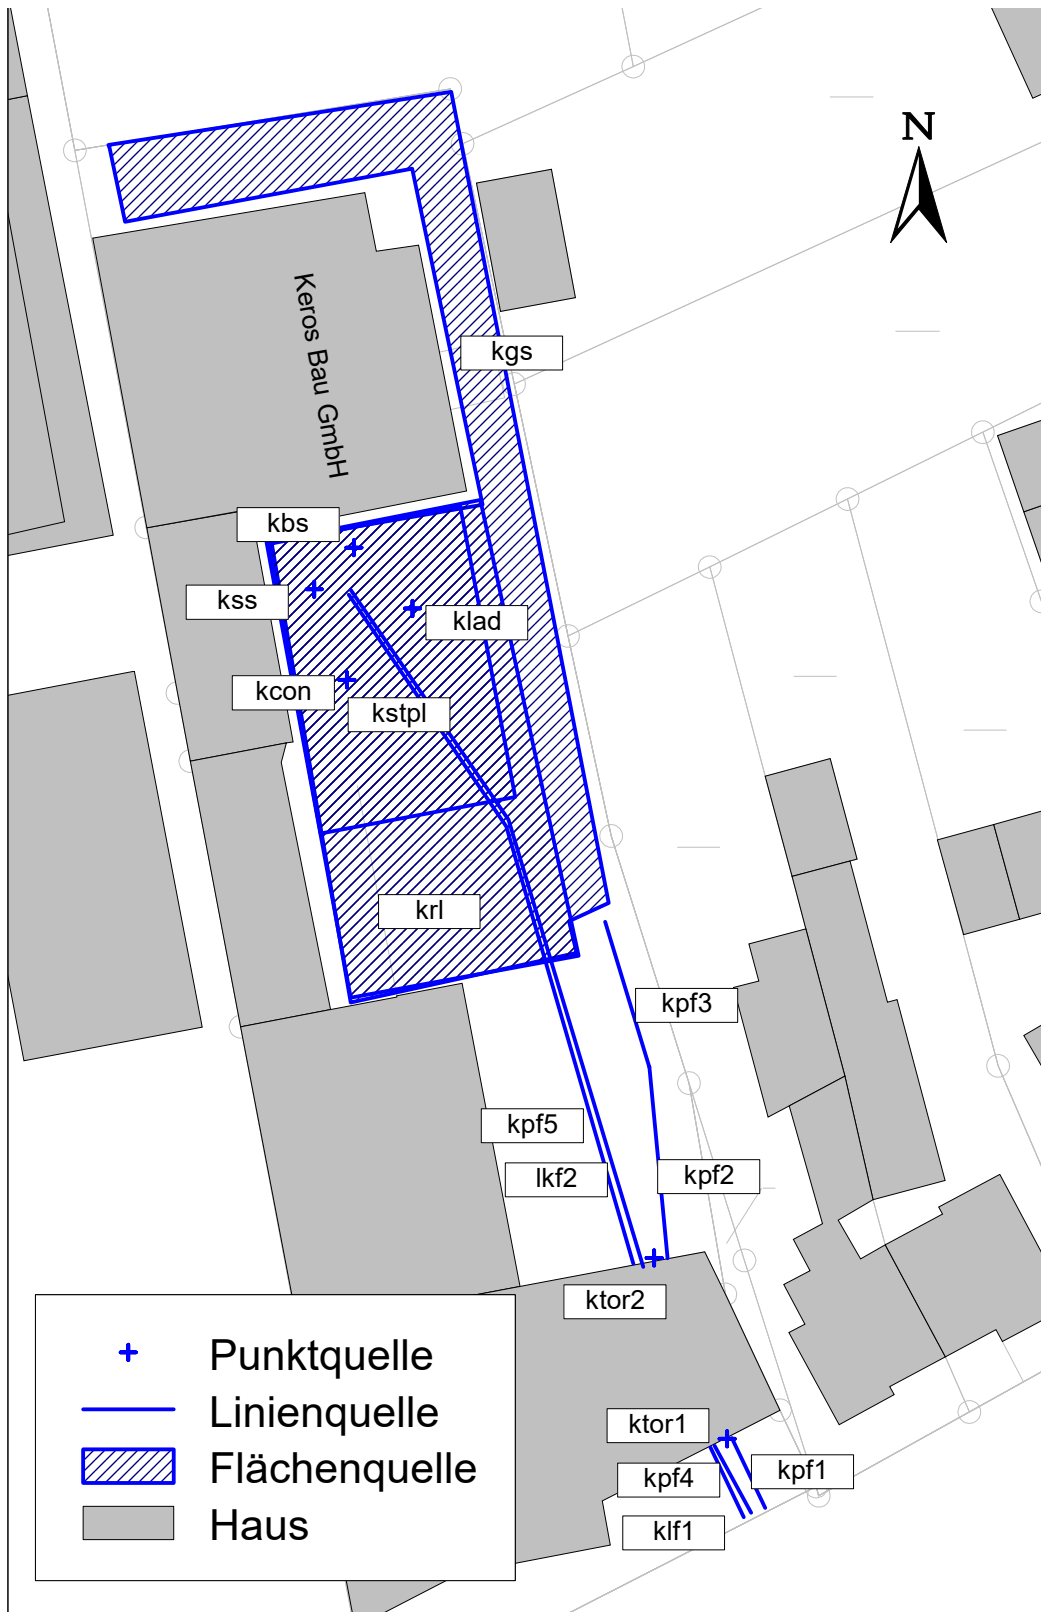 N
Keros Bau GmbH
kgs
kbs
kss
klad
kcon
kstpl
krl
kpf3
kpf5
kpf2
lkf2
ktor2
ktor1
kpf4
kpf1
klf1
Punktquelle
Linienquelle
Flächenquelle
Haus